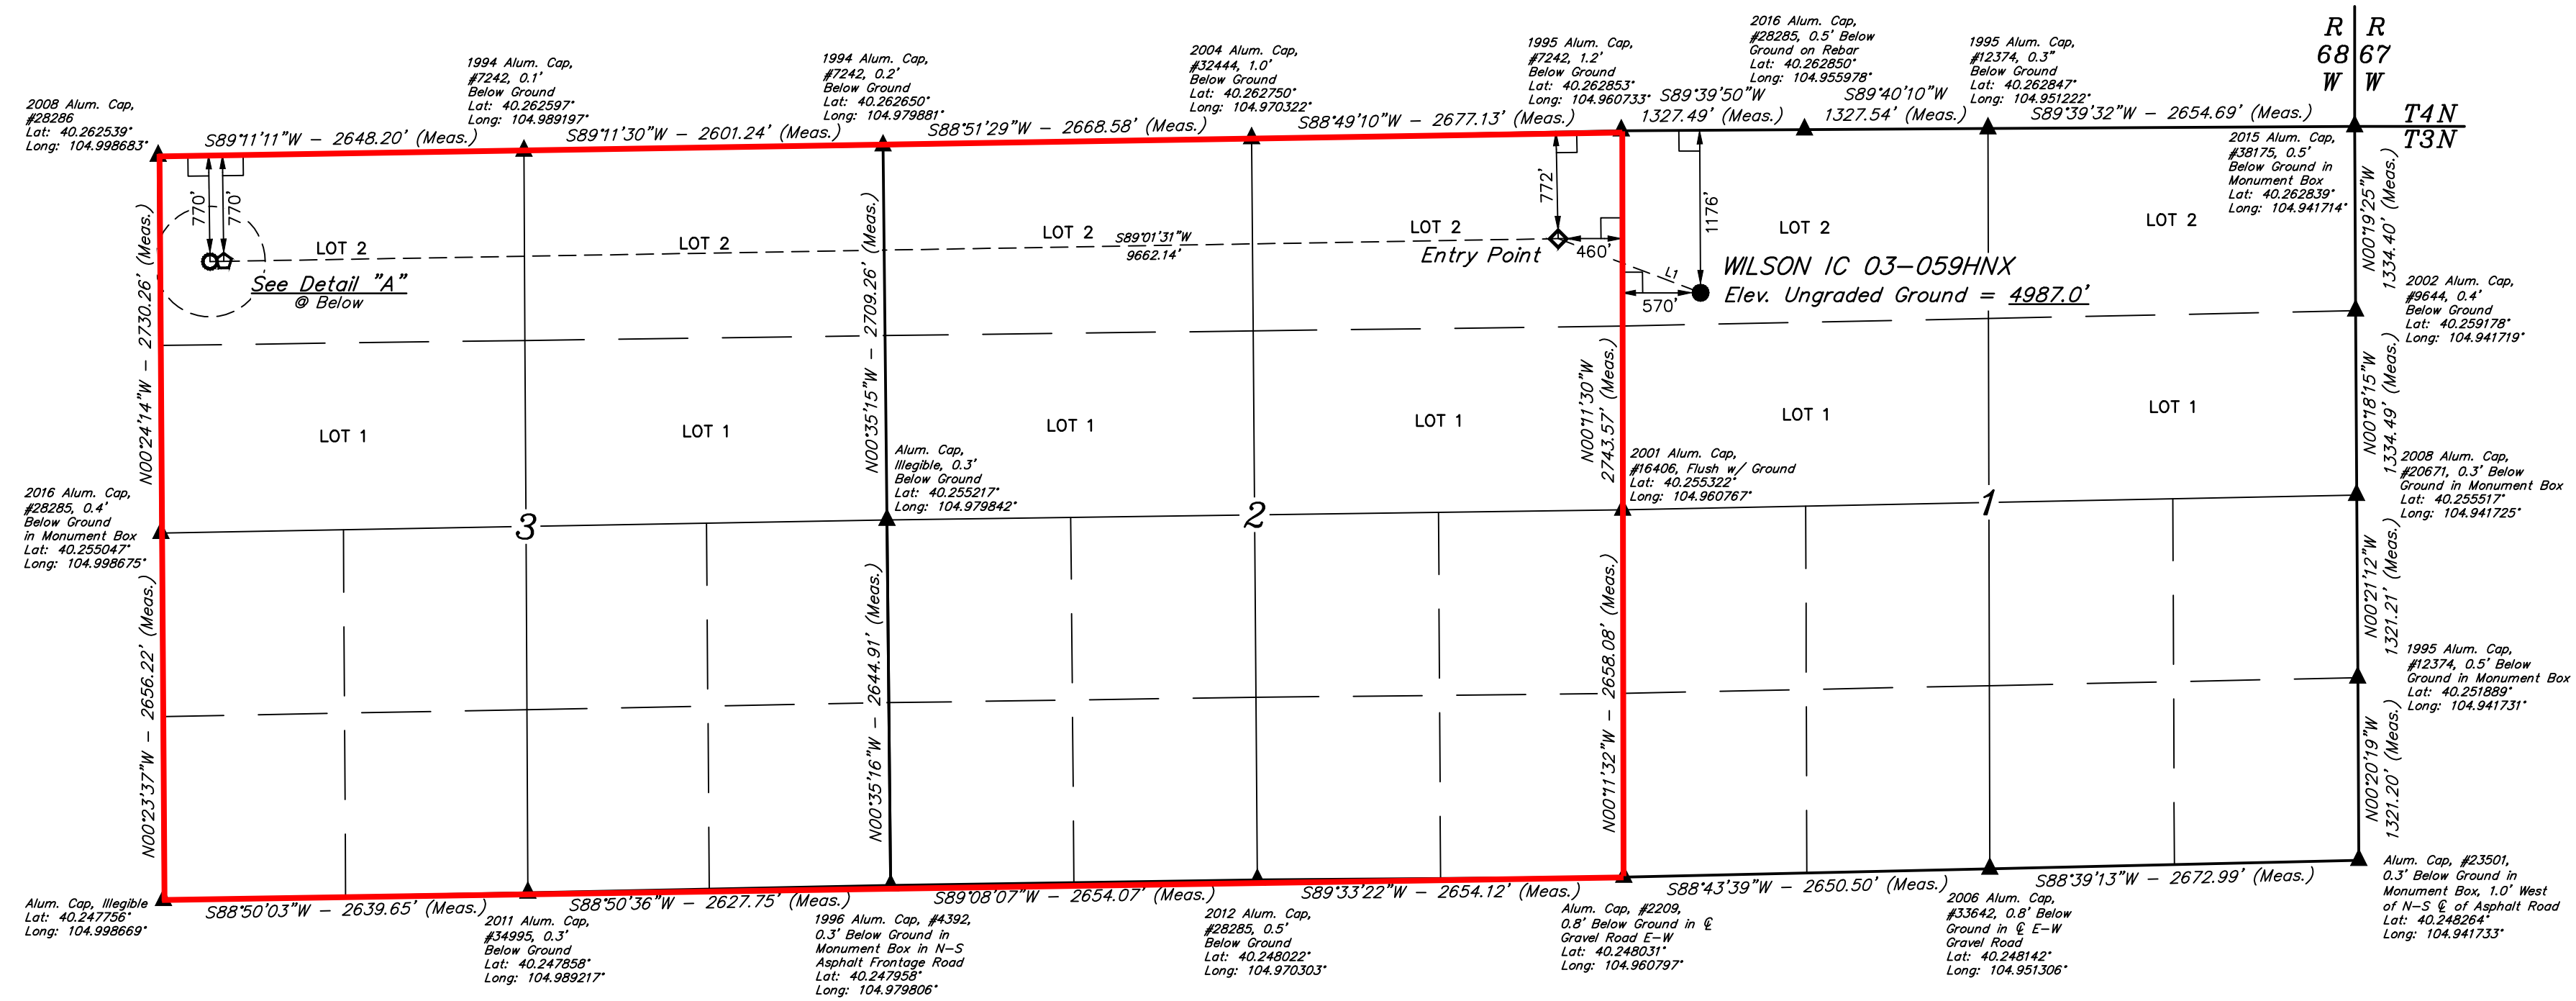 2008 Alum. Cap,
#28286
Lat: 40.262539°
Long: 104.998683°
1994 Alum. Cap,
#7242, 0.1'
Below Ground
Lat: 40.262597°
Long: 104.989197°
1994 Alum. Cap,
#7242, 0.2'
Below Ground
Lat: 40.262650°
Long: 104.979881°
2004 Alum. Cap,
#32444, 1.0'
Below Ground
Lat: 40.262750°
Long: 104.970322°
1995 Alum. Cap,
#7242, 1.2'
Below Ground
Lat: 40.262853°
Long: 104.960733°
2016 Alum. Cap,
#28285, 0.5' Below
Ground on Rebar
Lat: 40.262850°
Long: 104.955978°
1995 Alum. Cap,
#12374, 0.3"
Below Ground
Lat: 40.262847°
Long: 104.951222°
R R
68 67
W W
T4N
T3N
S89°11'11"W - 2648.20' (Meas.)
S89°11'30"W - 2601.24' (Meas.)
S88°51'29"W - 2668.58' (Meas.)
S88°49'10"W - 2677.13' (Meas.)
S89°39'50"W
1327.49' (Meas.)
S89°40'10"W
1327.54' (Meas.)
S89°39'32"W - 2654.69' (Meas.)
2015 Alum. Cap,
#38175, 0.5'
Below Ground in
Monument Box
Lat: 40.262839°
Long: 104.941714°
N00°24'14"W - 2730.26' (Meas.)
770'
770'
N00°35'15"W - 2709.26' (Meas.)
772'
1176'
N00°19'25"W
1334.40' (Meas.)
LOT 2
LOT 2
LOT 2
LOT 2
LOT 2
LOT 2
S89°01'31"W
9662.14'
Entry Point
460'
L1
570'
See Detail "A"
@ Below
WILSON IC 03-059HNX
Elev. Ungraded Ground = 4987.0'
2002 Alum. Cap,
#9644, 0.4'
Below Ground
Lat: 40.259178°
Long: 104.941719°
N00°11'30"W
2743.57' (Meas.)
N00°18'15"W
1334.49' (Meas.)
LOT 1
LOT 1
LOT 1
LOT 1
LOT 1
LOT 1
Alum. Cap,
Illegible, 0.3'
Below Ground
Lat: 40.255217°
Long: 104.979842°
2001 Alum. Cap,
#16406, Flush w/ Ground
Lat: 40.255322°
Long: 104.960767°
2008 Alum. Cap,
#20671, 0.3' Below
Ground in Monument Box
Lat: 40.255517°
Long: 104.941725°
2016 Alum. Cap,
#28285, 0.4'
Below Ground
in Monument Box
Lat: 40.255047°
Long: 104.998675°
3
2
1
N00°23'37"W - 2656.22' (Meas.)
N00°35'16"W - 2644.91' (Meas.)
N00°11'32"W - 2658.08' (Meas.)
N00°21'12"W
1321.21' (Meas.)
1995 Alum. Cap,
#12374, 0.5' Below
Ground in Monument Box
Lat: 40.251889°
Long: 104.941731°
N00°20'19"W
1321.20' (Meas.)
S88°50'03"W - 2639.65' (Meas.)
S88°50'36"W - 2627.75' (Meas.)
S89°08'07"W - 2654.07' (Meas.)
S89°33'22"W - 2654.12' (Meas.)
S88°43'39"W - 2650.50' (Meas.)
S88°39'13"W - 2672.99' (Meas.)
Alum. Cap, Illegible
Lat: 40.247756°
Long: 104.998669°
2011 Alum. Cap,
#34995, 0.3'
Below Ground
Lat: 40.247858°
Long: 104.989217°
1996 Alum. Cap, #4392,
0.3' Below Ground in
Monument Box in N-S
Asphalt Frontage Road
Lat: 40.247958°
Long: 104.979806°
2012 Alum. Cap,
#28285, 0.5'
Below Ground
Lat: 40.248022°
Long: 104.970303°
Alum. Cap, #2209,
0.8' Below Ground in ℄
Gravel Road E-W
Lat: 40.248031°
Long: 104.960797°
2006 Alum. Cap,
#33642, 0.8' Below
Ground in ℄ E-W
Gravel Road
Lat: 40.248142°
Long: 104.951306°
Alum. Cap, #23501,
0.3' Below Ground in
Monument Box, 1.0' West
of N-S ℄ of Asphalt Road
Lat: 40.248264°
Long: 104.941733°